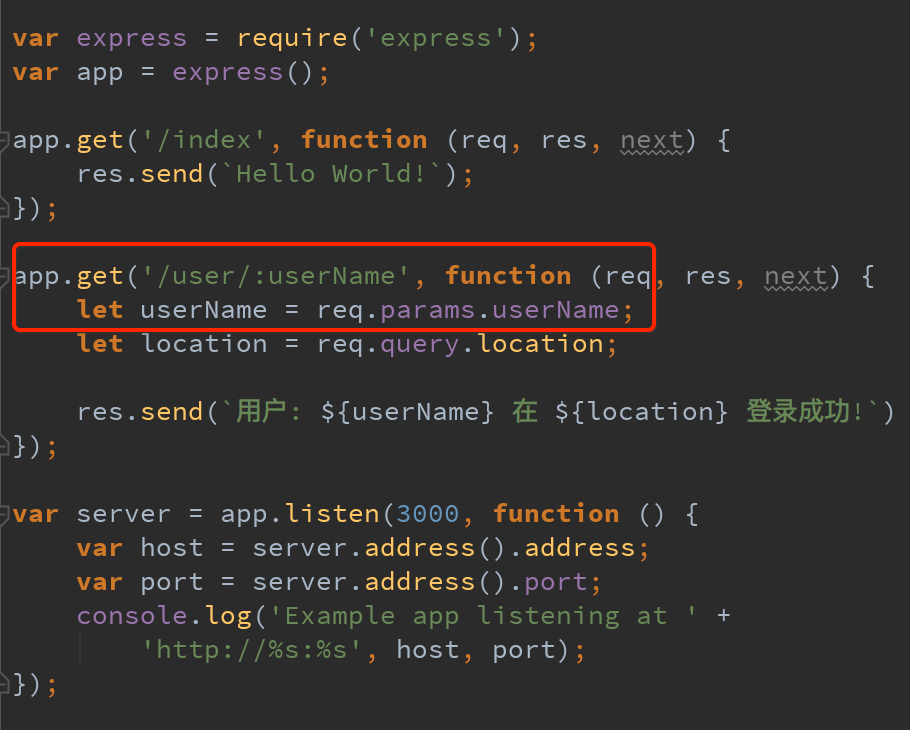 var express = require('express');
var app = express();
app.get('/index', function (req, res, next) {
    res.send(`Hello World!`);
});
app.get('/user/:userName', function (req, res, next) {
    let userName = req.params.userName;
    let location = req.query.location;
    res.send(`用户: ${userName} 在 ${location} 登录成功!`)
});
var server = app.listen(3000, function () {
    var host = server.address().address;
    var port = server.address().port;
    console.log('Example app listening at ' +
        'http://%s:%s', host, port);
});